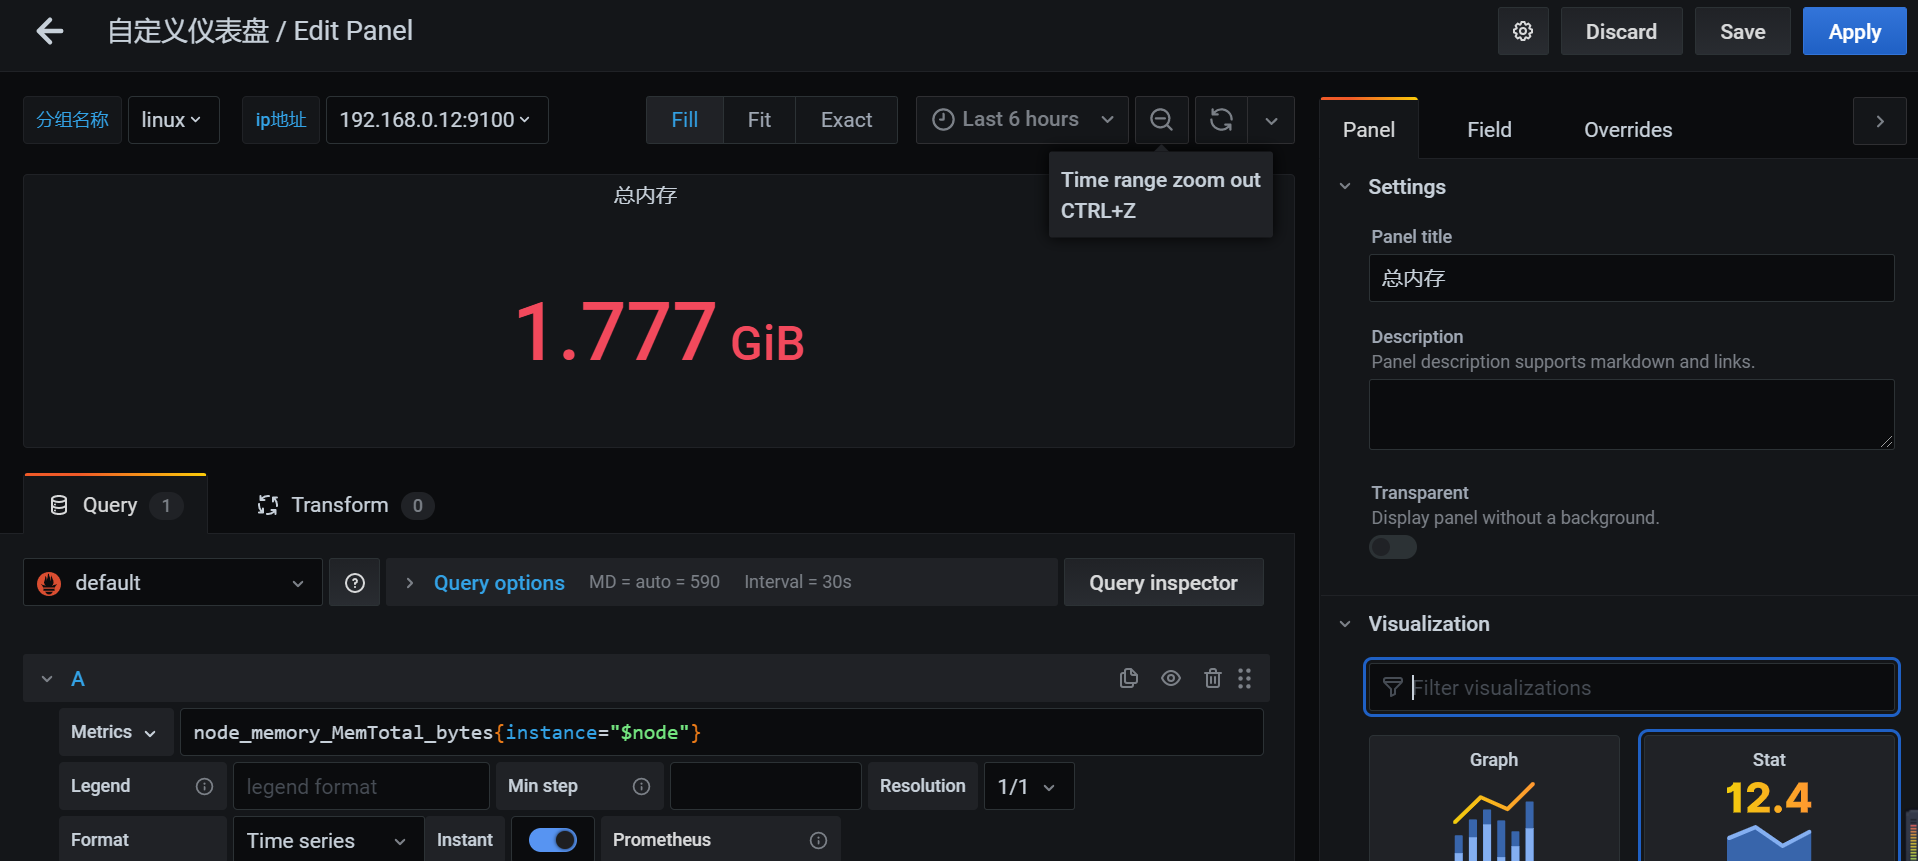 自定义仪表盘 / Edit Panel
Discard
Save
Apply
分组名称
linux
ip地址
192.168.0.12:9100
Fill
Fit
Exact
Last 6 hours
Time range zoom out
CTRL+Z
总内存
1.777 GiB
Query 1
Transform 0
default
Query options
MD = auto = 590
Interval = 30s
Query inspector
A
Metrics
node_memory_MemTotal_bytes{instance="$node"}
Legend
legend format
Min step
Resolution
1/1
Format
Time series
Instant
Prometheus
Panel
Field
Overrides
Settings
Panel title
总内存
Description
Panel description supports markdown and links.
Transparent
Display panel without a background.
Visualization
Filter visualizations
Graph
Stat
12.4